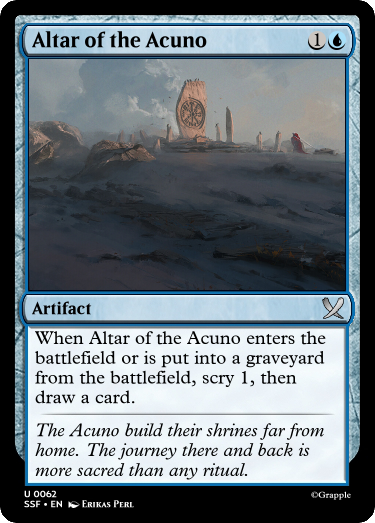 Altar of the Acuno 1
Artifact
When Altar of the Acuno enters the
battlefield or is put into a graveyard
from the battlefield, scry 1, then
draw a card.
The Acuno build their shrines far from
home. The journey there and back is
more sacred than any ritual.
U 0062
SSF • EN Erikas Perl
©Grapple